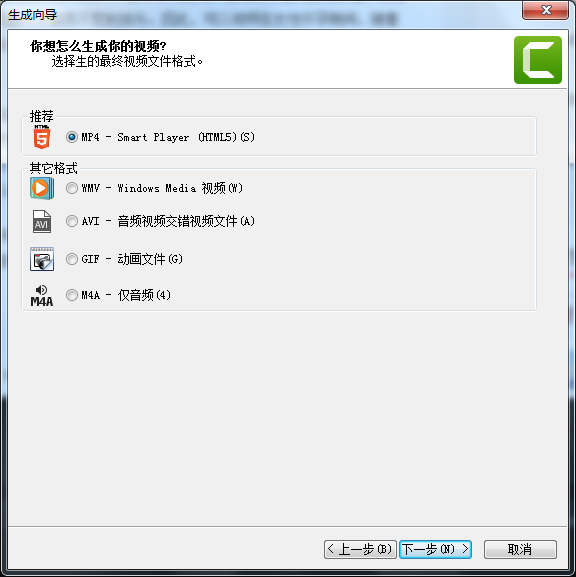 生成向导
你想怎么生成你的视频?
选择生的最终视频文件格式。
推荐
HTML
5
MP4 - Smart Player (HTML5)(S)
其它格式
WMV - Windows Media 视频(W)
AVI
AVI - 音频视频交错视频文件(A)
GIF - 动画文件(G)
M4A
M4A - 仅音频(4)
< 上一步(B)
下一步(N) >
取消